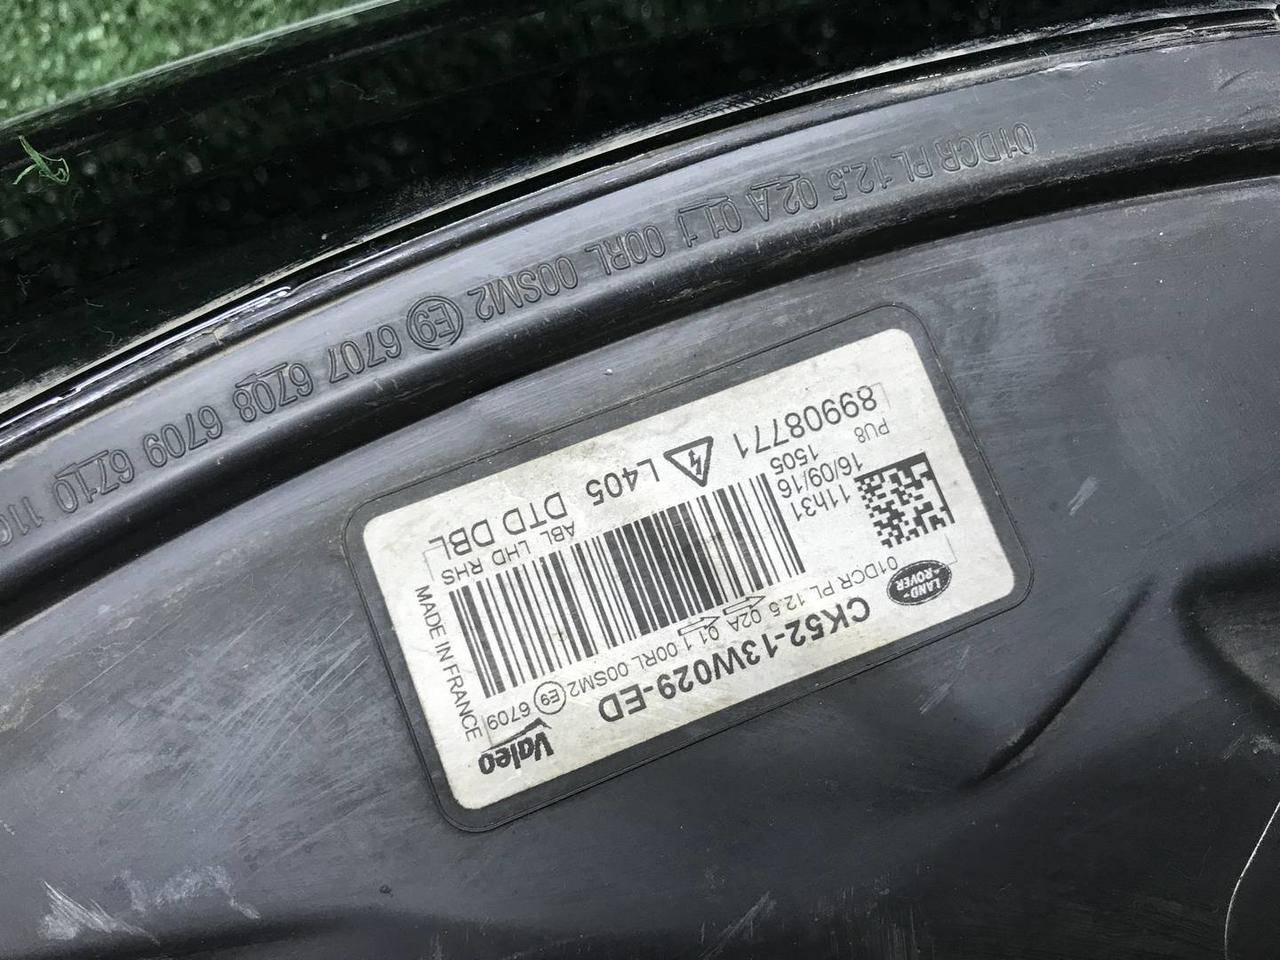 01DCR PL 12.5 02A 01.1 00RL 00SM2 E9 6707 6708 6709 6710
Valeo
CK52-13W029-ED
LAND-ROVER
6709 E9 00SM2 00RL 01.1 02A 12.5 PL 01DCR
MADE IN FRANCE
ABL LHD RHS
DTD DBL
L405
11h31
16/09/16
1505
PU8
89908771